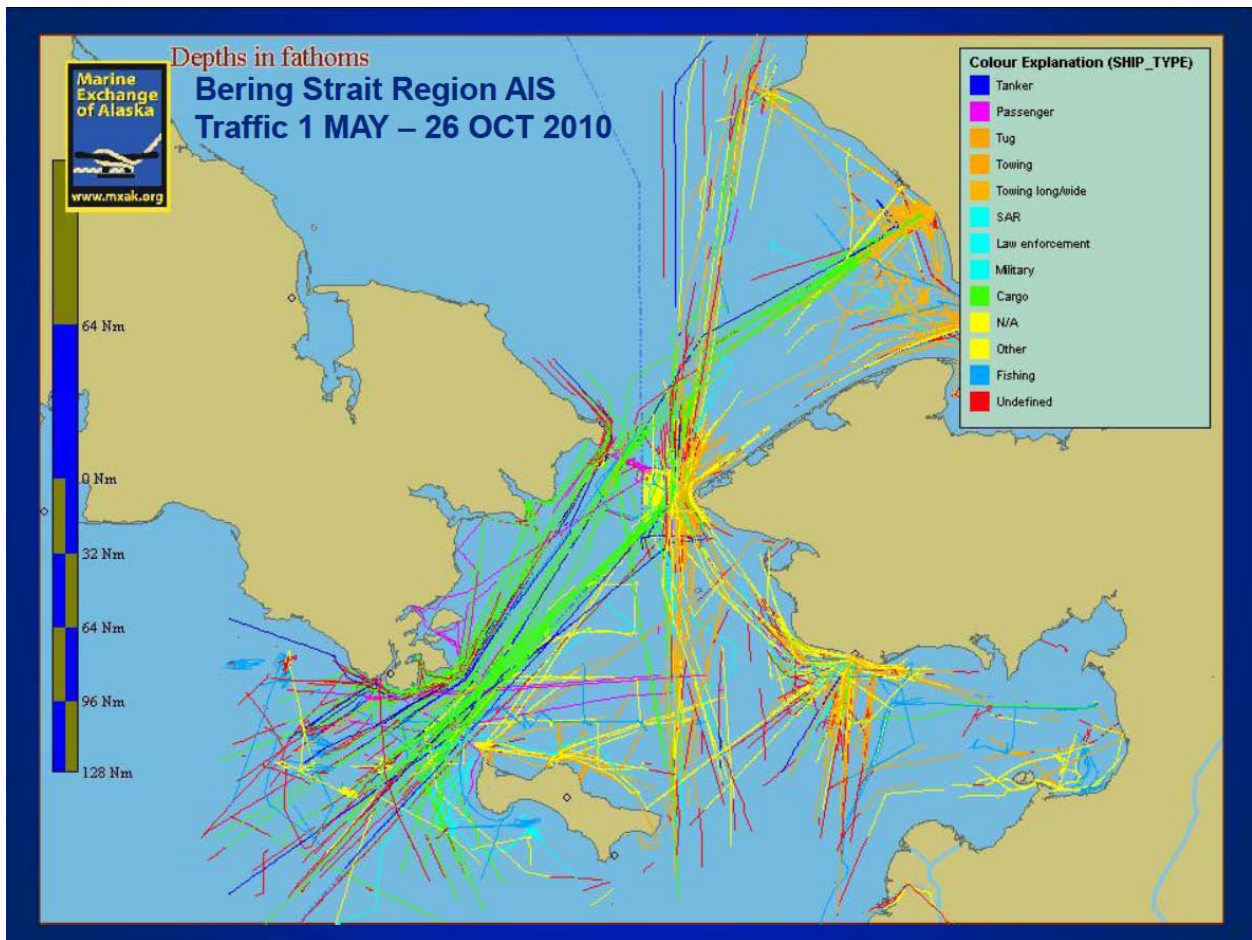 Depths in fathoms
Marine
Exchange
of Alaska
www.mxak.org
Bering Strait Region AIS
Traffic 1 MAY – 26 OCT 2010
Colour Explanation (SHIP_TYPE)
Tanker
Passenger
Tug
Towing
Towing long/wide
SAR
Law enforcement
Military
Cargo
N/A
Other
Fishing
Undefined
64 Nm
0 Nm
32 Nm
64 Nm
96 Nm
128 Nm